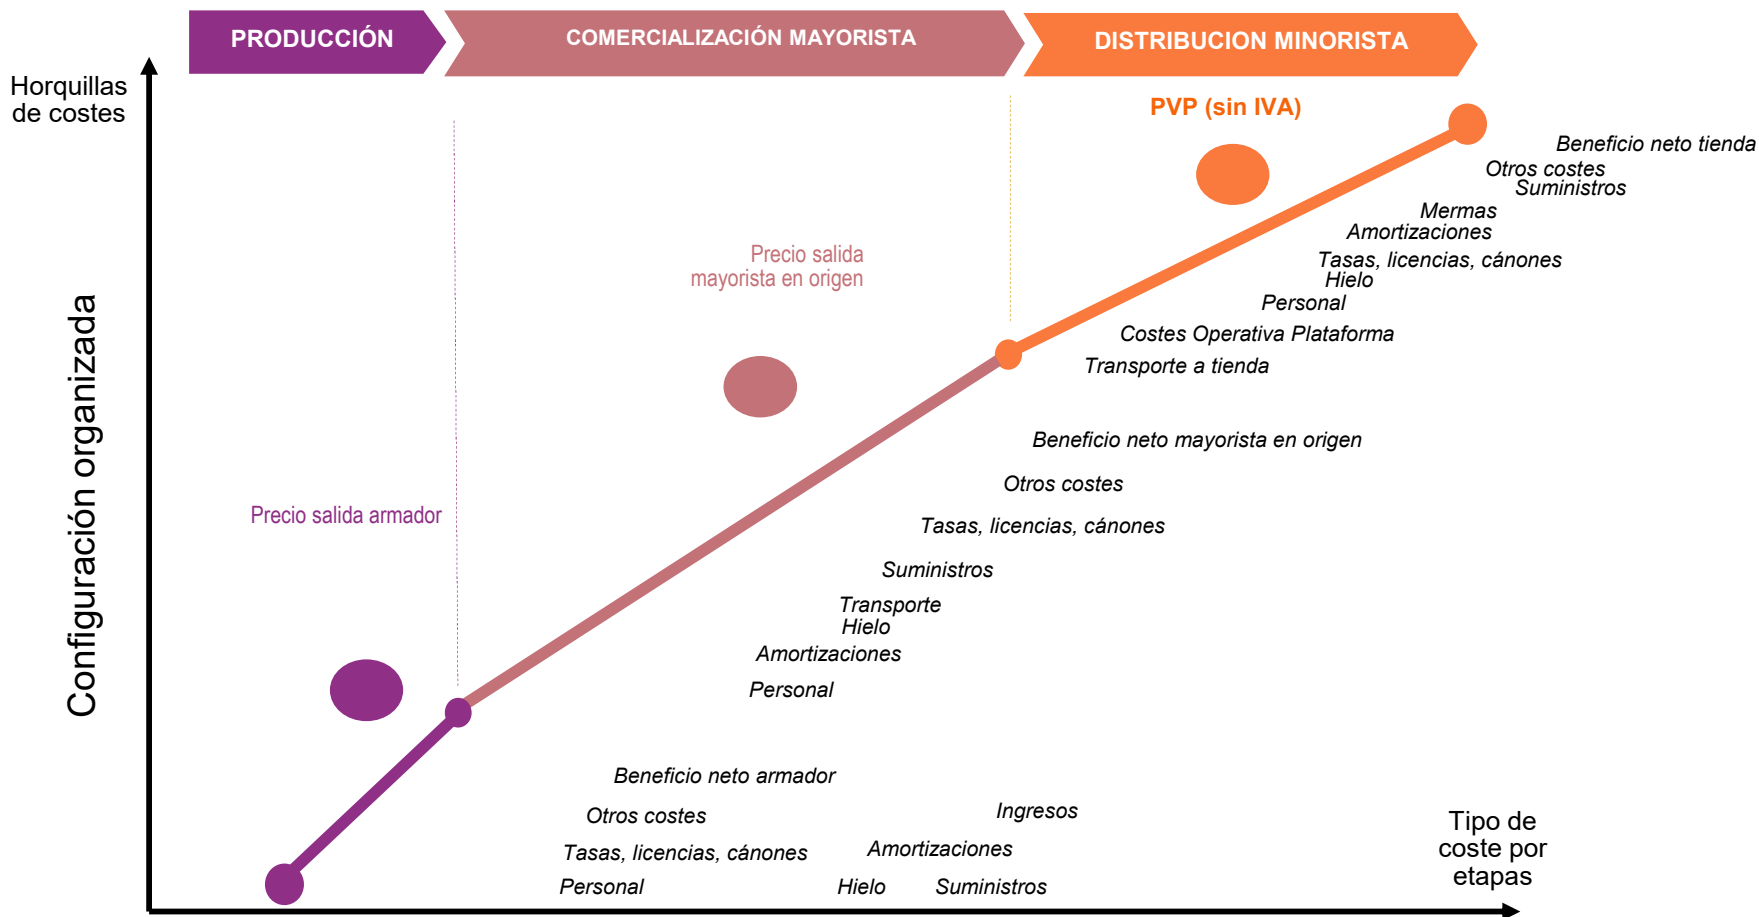 PRODUCCIÓN
COMERCIALIZACIÓN MAYORISTA
DISTRIBUCION MINORISTA
Horquillas
de costes
Configuración organizada
PVP (sin IVA)
Beneficio neto tienda
Otros costes
Suministros
Mermas
Amortizaciones
Tasas, licencias, cánones
Hielo
Personal
Costes Operativa Plataforma
Transporte a tienda
Precio salida
mayorista en origen
Beneficio neto mayorista en origen
Otros costes
Tasas, licencias, cánones
Suministros
Transporte
Hielo
Amortizaciones
Personal
Precio salida armador
Beneficio neto armador
Otros costes
Ingresos
Tasas, licencias, cánones
Amortizaciones
Personal
Hielo
Suministros
Tipo de
coste por
etapas